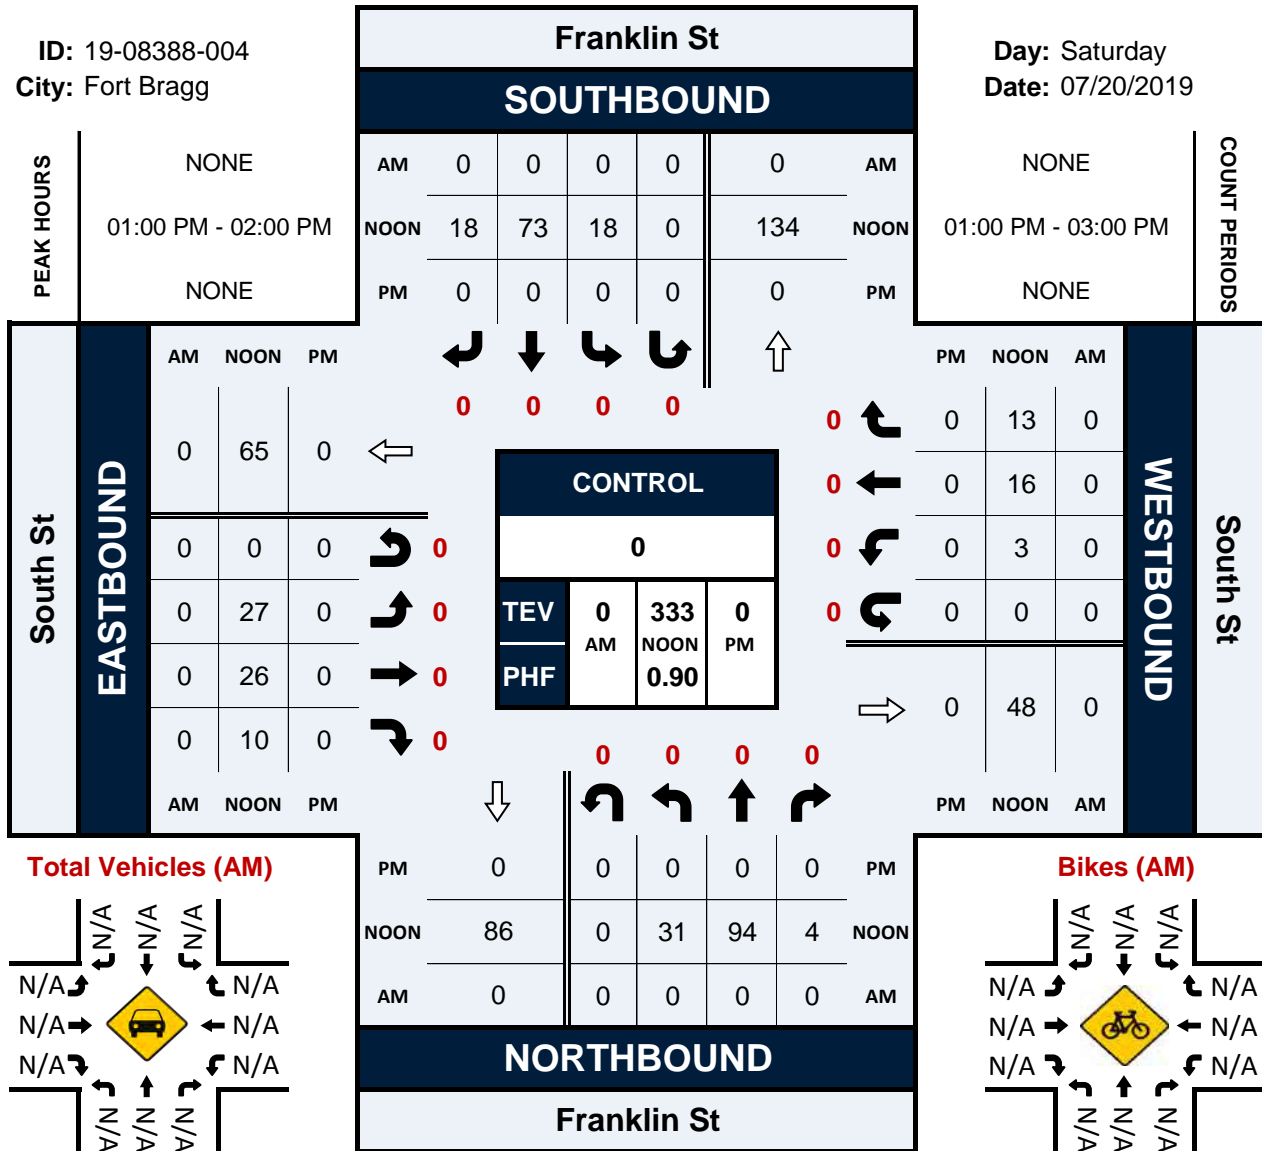 Franklin St
ID: 19-08388-004
Day: Saturday
City: Fort Bragg
Date: 07/20/2019
SOUTHBOUND
PEAK HOURS
NONE
AM 0 0 0 0 0 AM
NONE
COUNT PERIODS
01:00 PM - 02:00 PM
NOON 18 73 18 0 134 NOON
01:00 PM - 03:00 PM
NONE
PM 0 0 0 0 0 PM
NONE
AM NOON PM
PM NOON AM
0 0 0 0
0 0 13 0
0 65 0
0 0 16 0
0 0 3 0
0 0 0 0
0 48 0
South St
EASTBOUND
0 0 0 0
0 27 0 0
0 26 0 0
0 10 0 0
AM NOON PM
CONTROL
0
TEV 0 333 0
AM NOON PM
PHF 0.90
WESTBOUND
South St
PM NOON AM
0 0 0 0
PM 0 0 0 0 0 PM
NOON 86 0 31 94 4 NOON
AM 0 0 0 0 0 AM
NORTHBOUND
Franklin St
Total Vehicles (AM)
N/A N/A N/A
N/A N/A
N/A N/A
N/A N/A
N/A N/A N/A
Bikes (AM)
N/A N/A N/A
N/A N/A
N/A N/A
N/A N/A
N/A N/A N/A